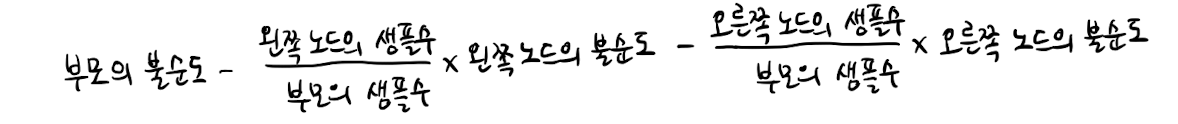 부모의 불순도 - 왼쪽 노드의 샘플수 / 부모의 샘플수 × 왼쪽 노드의 불순도 - 오른쪽 노드의 샘플수 / 부모의 샘플수 × 오른쪽 노드의 불순도